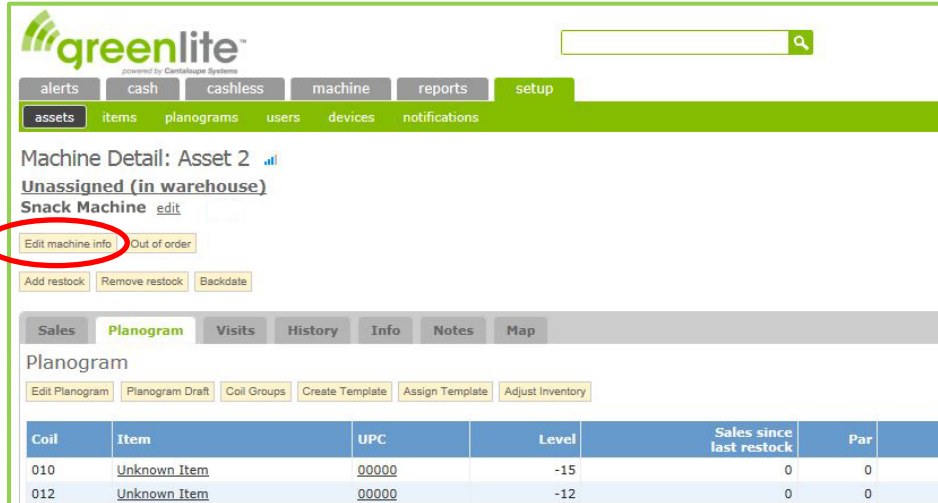 greenlite™
powered by Cantaloupe Systems
alerts cash cashless machine reports setup
assets items planograms users devices notifications
Machine Detail: Asset 2
Unassigned (in warehouse)
Snack Machine edit
Edit machine info Out of order
Add restock Remove restock Backdate
Sales Planogram Visits History Info Notes Map
Planogram
Edit Planogram Planogram Draft Coil Groups Create Template Assign Template Adjust Inventory
Coil Item UPC Level Sales since last restock Par
010 Unknown Item 00000 -15 0 0
012 Unknown Item 00000 -12 0 0